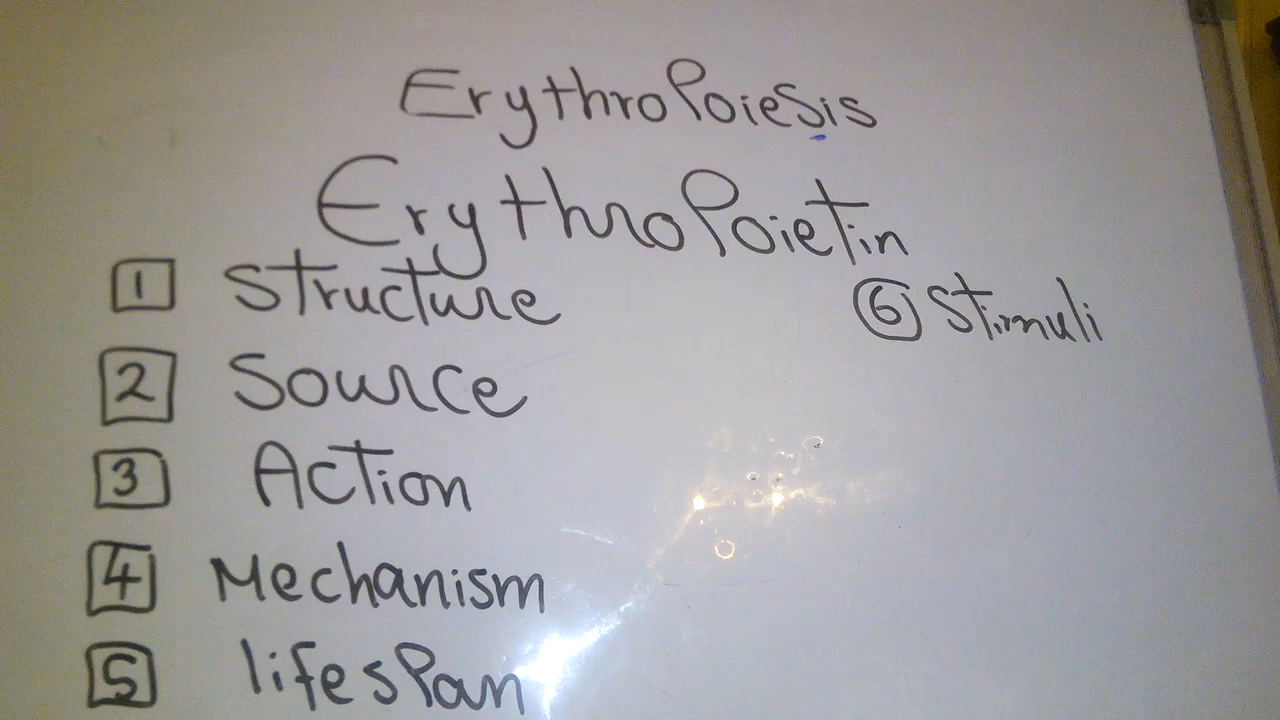 ErythroPoiesis
ErythroPoietin
1 Structure
2 Source
3 Action
4 Mechanism
5 lifesPan
6 Stimuli